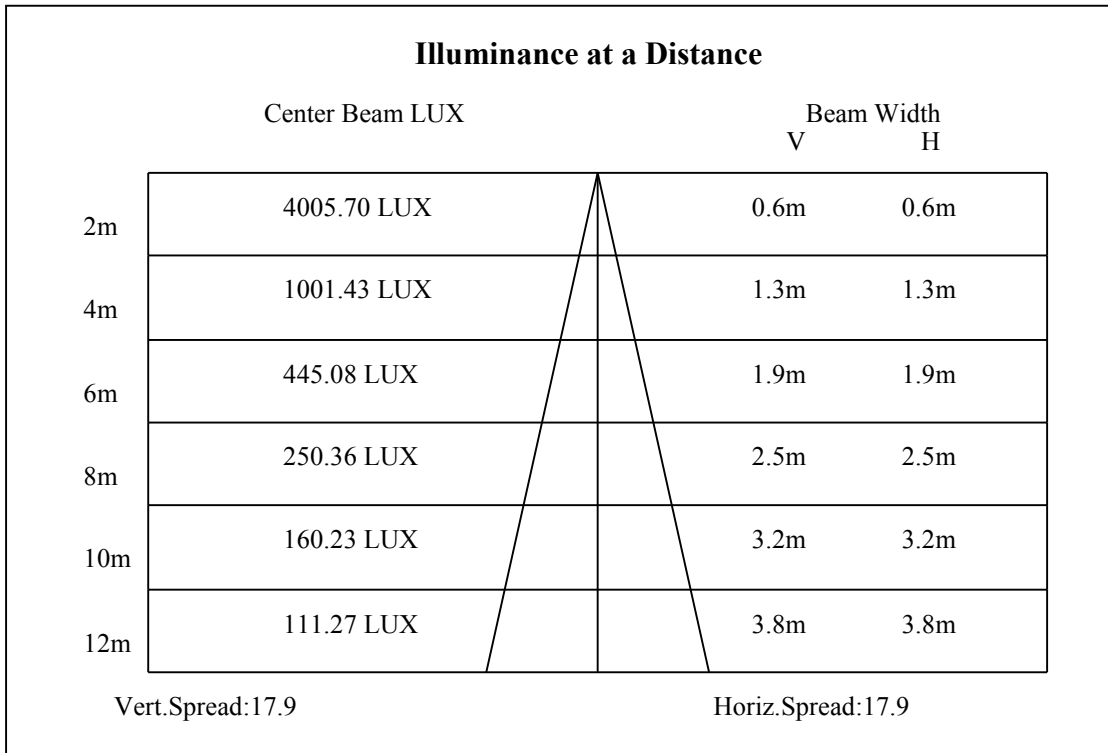 Illuminance at a Distance
Center Beam LUX Beam Width
V H
2m 4005.70 LUX 0.6m 0.6m
4m 1001.43 LUX 1.3m 1.3m
6m 445.08 LUX 1.9m 1.9m
8m 250.36 LUX 2.5m 2.5m
10m 160.23 LUX 3.2m 3.2m
12m 111.27 LUX 3.8m 3.8m
Vert.Spread:17.9 Horiz.Spread:17.9